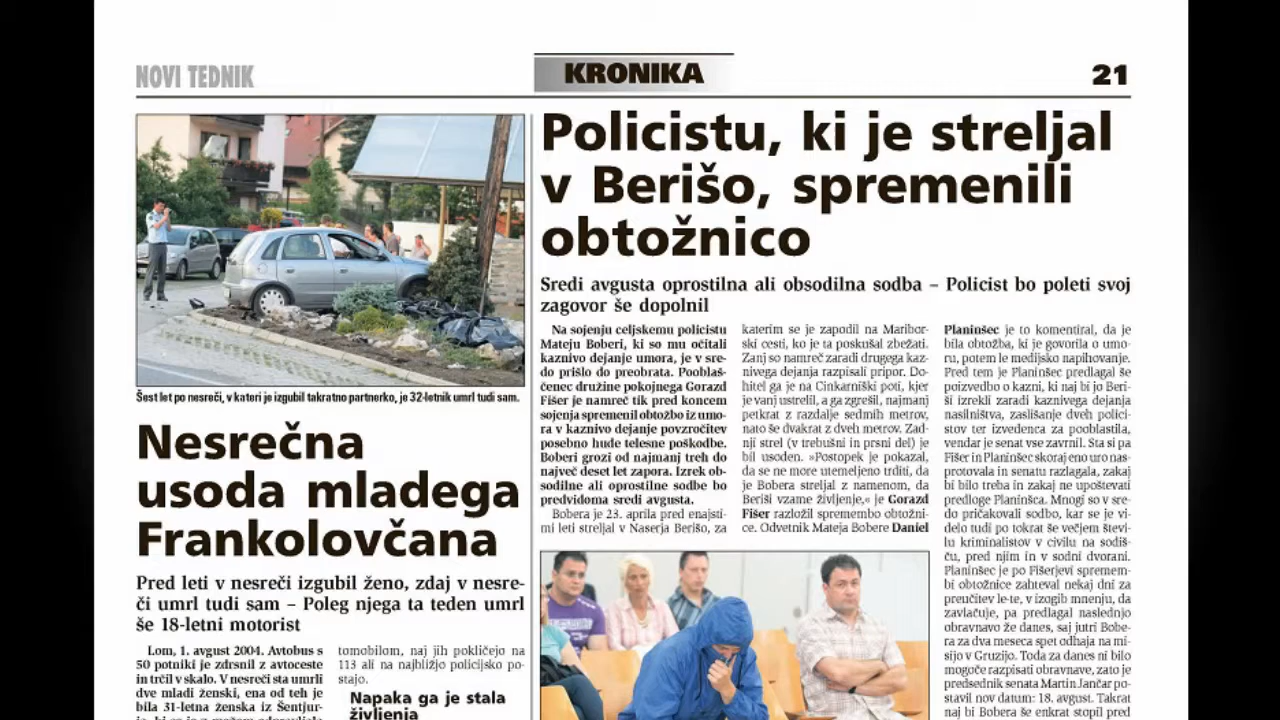 NOVI TEDNIK
KRONIKA
21
Šest let po nesreči, v kateri je izgubil takratno partnerko, je 32-letnik umrl tudi sam.
Nesrečna
usoda mladega
Frankolovčana
Pred leti v nesreči izgubil ženo, zdaj v nesre-
či umrl tudi sam – Poleg njega ta teden umrl
še 18-letni motorist
Lom, 1. avgust 2004. Avtobus s
50 potniki je zdrsnil z avtoceste
in trčil v skalo. V nesreči sta umrli
dve mladi ženski, ena od teh je
bila 31-letna ženska iz Šentjur-
tomobilom, naj jih pokličejo na
113 ali na najbližjo policijsko po-
stajo.
Napaka ga je stala
življenja
Policistu, ki je streljal
v Berišo, spremenili
obtožnico
Sredi avgusta oprostilna ali obsodilna sodba – Policist bo poleti svoj
zagovor še dopolnil
Na sojenju celjskemu policistu
Mateju Boberi, ki so mu očitali
kaznivo dejanje umora, je v sre-
do prišlo do preobrata. Pooblaš-
čenec družine pokojnega Gorazd
Fišer je namreč tik pred koncem
sojenja spremenil obtožbo iz umo-
ra v kaznivo dejanje povzročitev
posebno hude telesne poškodbe.
Boberi grozi od najmanj treh do
največ deset let zapora. Izrek ob-
sodilne ali oprostilne sodbe bo
predvidoma sredi avgusta.
Bobera je 23. aprila pred enajsti-
mi leti streljal v Naserja Berišo, za
katerim se je zapodil na Maribor-
ski cesti, ko je ta poskušal zbežati.
Zanj so namreč zaradi drugega kaz-
nivega dejanja razpisali pripor. Do-
hitel ga je na Cinkarniški poti, kjer
je vanj ustrelil, a ga zgrešil, najmanj
petkrat z razdalje sedmih metrov,
nato še dvakrat z dveh metrov. Zad-
nji strel (v trebušni in prsni del) je
bil usoden. »Postopek je pokazal,
da se ne more utemeljeno trditi, da
je Bobera streljal z namenom, da
Beriši vzame življenje,« je Gorazd
Fišer razložil spremembo obtožni-
ce. Odvetnik Mateja Bobere Daniel
Planinšec je to komentiral, da je
bila obtožba, ki je govorila o umo-
ru, potem le medijsko napihovanje.
Pred tem je Planinšec predlagal še
poizvedbo o kazni, ki naj bi jo Beri-
ši izrekli zaradi kaznivega dejanja
nasilništva, zaslišanje dveh polici-
stov ter izvedenca za pooblastila,
vendar je senat vse zavrnil. Sta si pa
Fišer in Planinšec skoraj eno uro nas-
protovala in senatu razlagala, zakaj
bi bilo treba in zakaj ne upoštevati
predloge Planinšca. Mnogi so v sre-
do pričakovali sodbo, kar se je vi-
delo tudi po tokrat še večjem števi-
lu kriminalistov v civilu na sodiš-
ču, pred njim in v sodni dvorani.
Planinšec je po Fišerjevi spremem-
bi obtožnice zahteval nekaj dni za
preučitev le-te, v izogib mnenju, da
zavlačuje, pa predlagal naslednjo
obravnavo že danes, saj jutri Bobe-
ra za dva meseca spet odhaja na mi-
sijo v Gruzijo. Toda za danes ni bilo
mogoče razpisati obravnave, zato je
predsednik senata Martin Jančar po-
stavil nov datum: 18. avgust. Takrat
naj bi Bobera še enkrat stopil pred